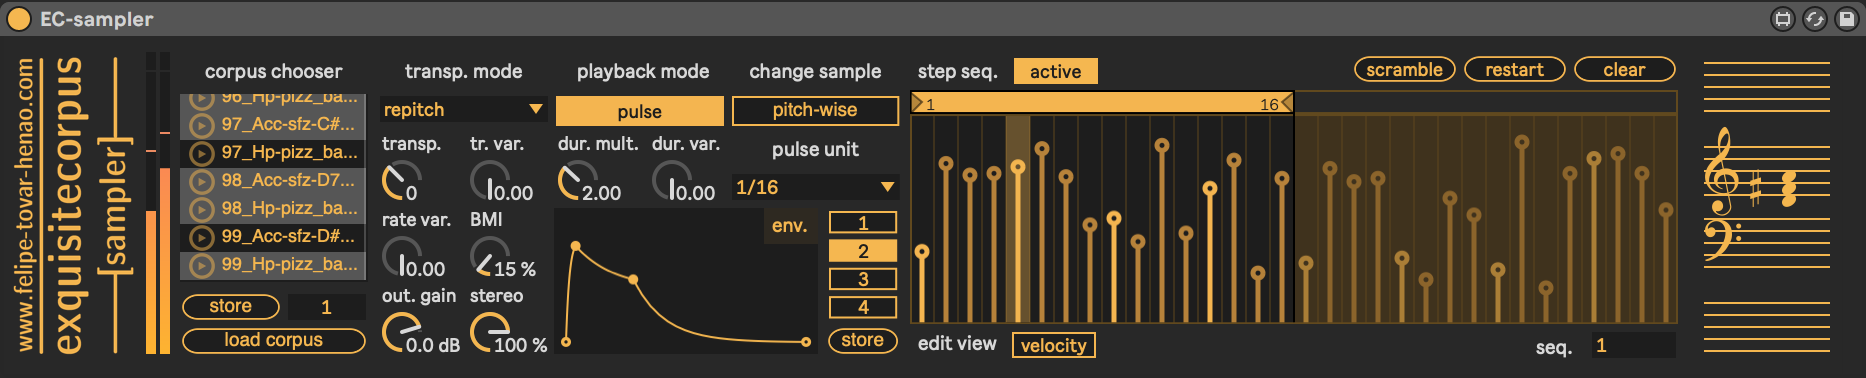 EC-sampler
www.felipe-tovar-henao.com
exquisitecorpus
[sampler]
corpus chooser
96_Hp-pizz_ba...
97_Acc-sfz-C#...
97_Hp-pizz_ba...
98_Acc-sfz-D7...
98_Hp-pizz_ba...
99_Acc-sfz-D#...
99_Hp-pizz_ba...
store
1
load corpus
transp. mode
repitch
transp.
0
tr. var.
0.00
rate var.
0.00
BMI
15 %
out. gain
0.0 dB
stereo
100 %
playback mode
pulse
dur. mult.
2.00
dur. var.
0.00
env.
change sample
pitch-wise
pulse unit
1/16
1
2
3
4
store
step seq.
active
scramble
restart
clear
1
16
edit view
velocity
seq.
1